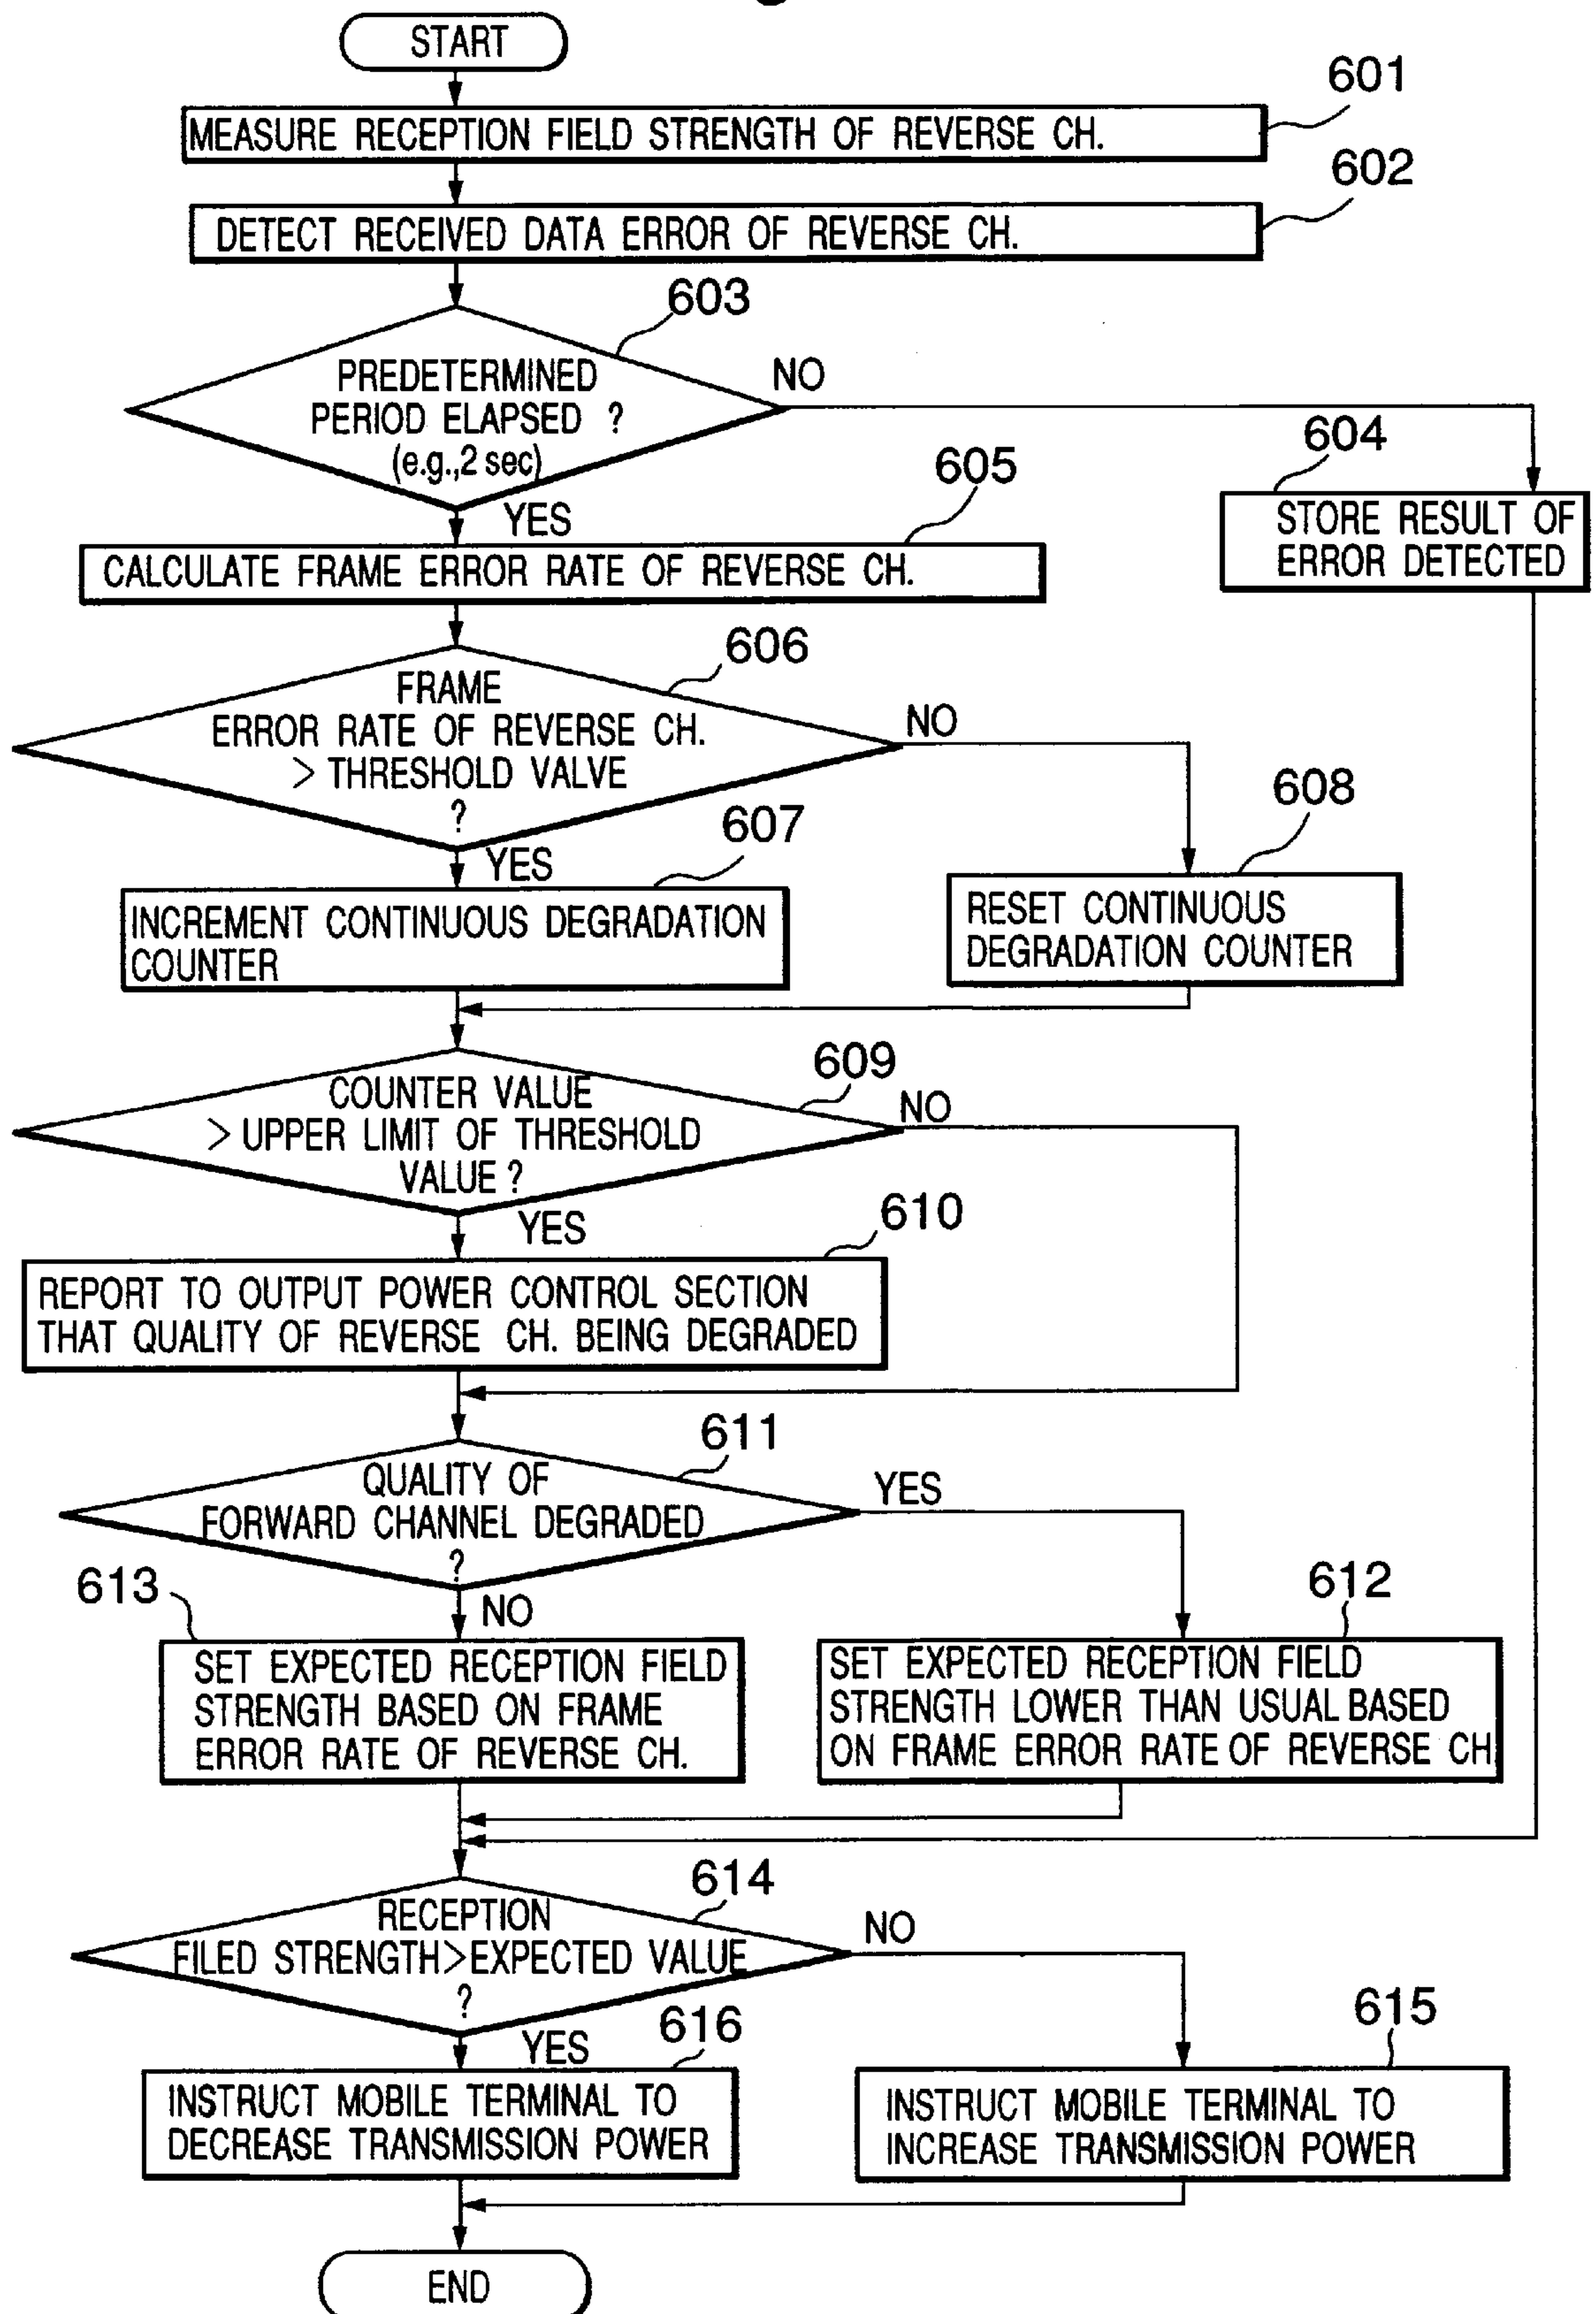 START
601
MEASURE RECEPTION FIELD STRENGTH OF REVERSE CH.
602
DETECT RECEIVED DATA ERROR OF REVERSE CH.
603
PREDETERMINED
PERIOD ELAPSED ?
(e.g.,2 sec)
NO
604
STORE RESULT OF
ERROR DETECTED
YES
605
CALCULATE FRAME ERROR RATE OF REVERSE CH.
606
FRAME
ERROR RATE OF REVERSE CH.
> THRESHOLD VALVE
?
NO
YES
607
INCREMENT CONTINUOUS DEGRADATION
COUNTER
608
RESET CONTINUOUS
DEGRADATION COUNTER
609
COUNTER VALUE
> UPPER LIMIT OF THRESHOLD
VALUE ?
NO
YES
610
REPORT TO OUTPUT POWER CONTROL SECTION
THAT QUALITY OF REVERSE CH. BEING DEGRADED
611
QUALITY OF
FORWARD CHANNEL DEGRADED
?
YES
NO
613
SET EXPECTED RECEPTION FIELD
STRENGTH BASED ON FRAME
ERROR RATE OF REVERSE CH.
612
SET EXPECTED RECEPTION FIELD
STRENGTH LOWER THAN USUAL BASED
ON FRAME ERROR RATE OF REVERSE CH
614
RECEPTION
FILED STRENGTH>EXPECTED VALUE
?
NO
YES
616
INSTRUCT MOBILE TERMINAL TO
DECREASE TRANSMISSION POWER
615
INSTRUCT MOBILE TERMINAL TO
INCREASE TRANSMISSION POWER
END